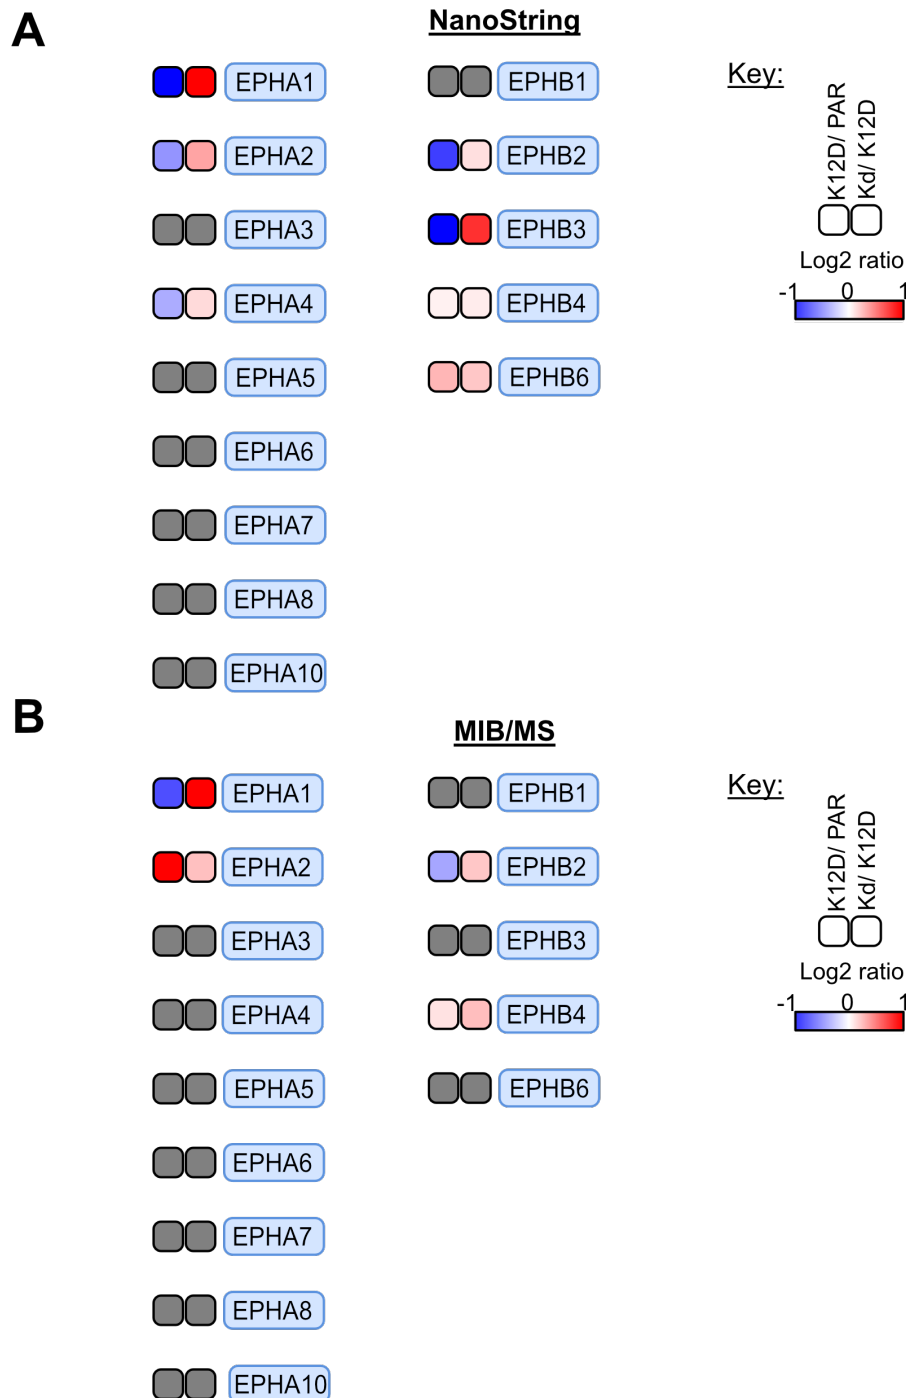 A
NanoString
EPHA1
EPHB1
Key:
K12D/ PAR
Kd/ K12D
EPHA2
EPHB2
EPHA3
EPHB3
Log2 ratio
-1 0 1
EPHA4
EPHB4
EPHA5
EPHB6
EPHA6
EPHA7
EPHA8
EPHA10
B
MIB/MS
EPHA1
EPHB1
Key:
K12D/ PAR
Kd/ K12D
EPHA2
EPHB2
EPHA3
EPHB3
Log2 ratio
-1 0 1
EPHA4
EPHB4
EPHA5
EPHB6
EPHA6
EPHA7
EPHA8
EPHA10